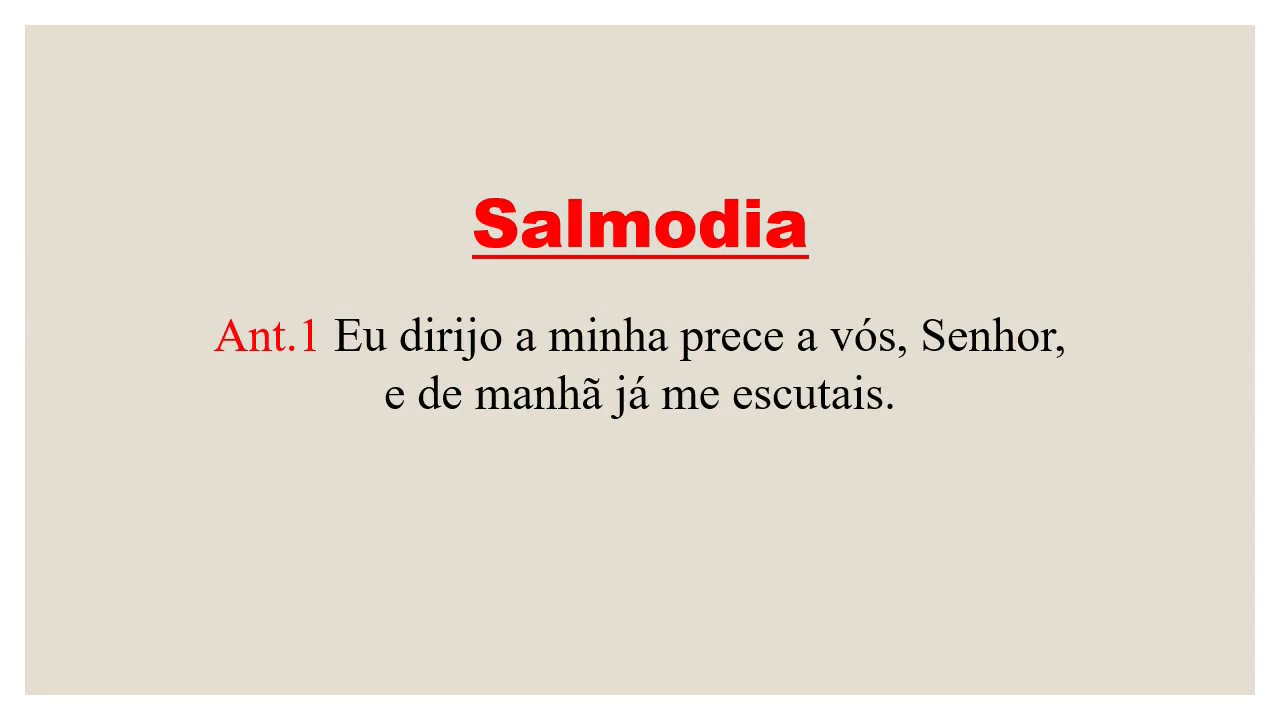 Salmodia
Ant.1 Eu dirijo a minha prece a vós, Senhor,
e de manhã já me escutais.